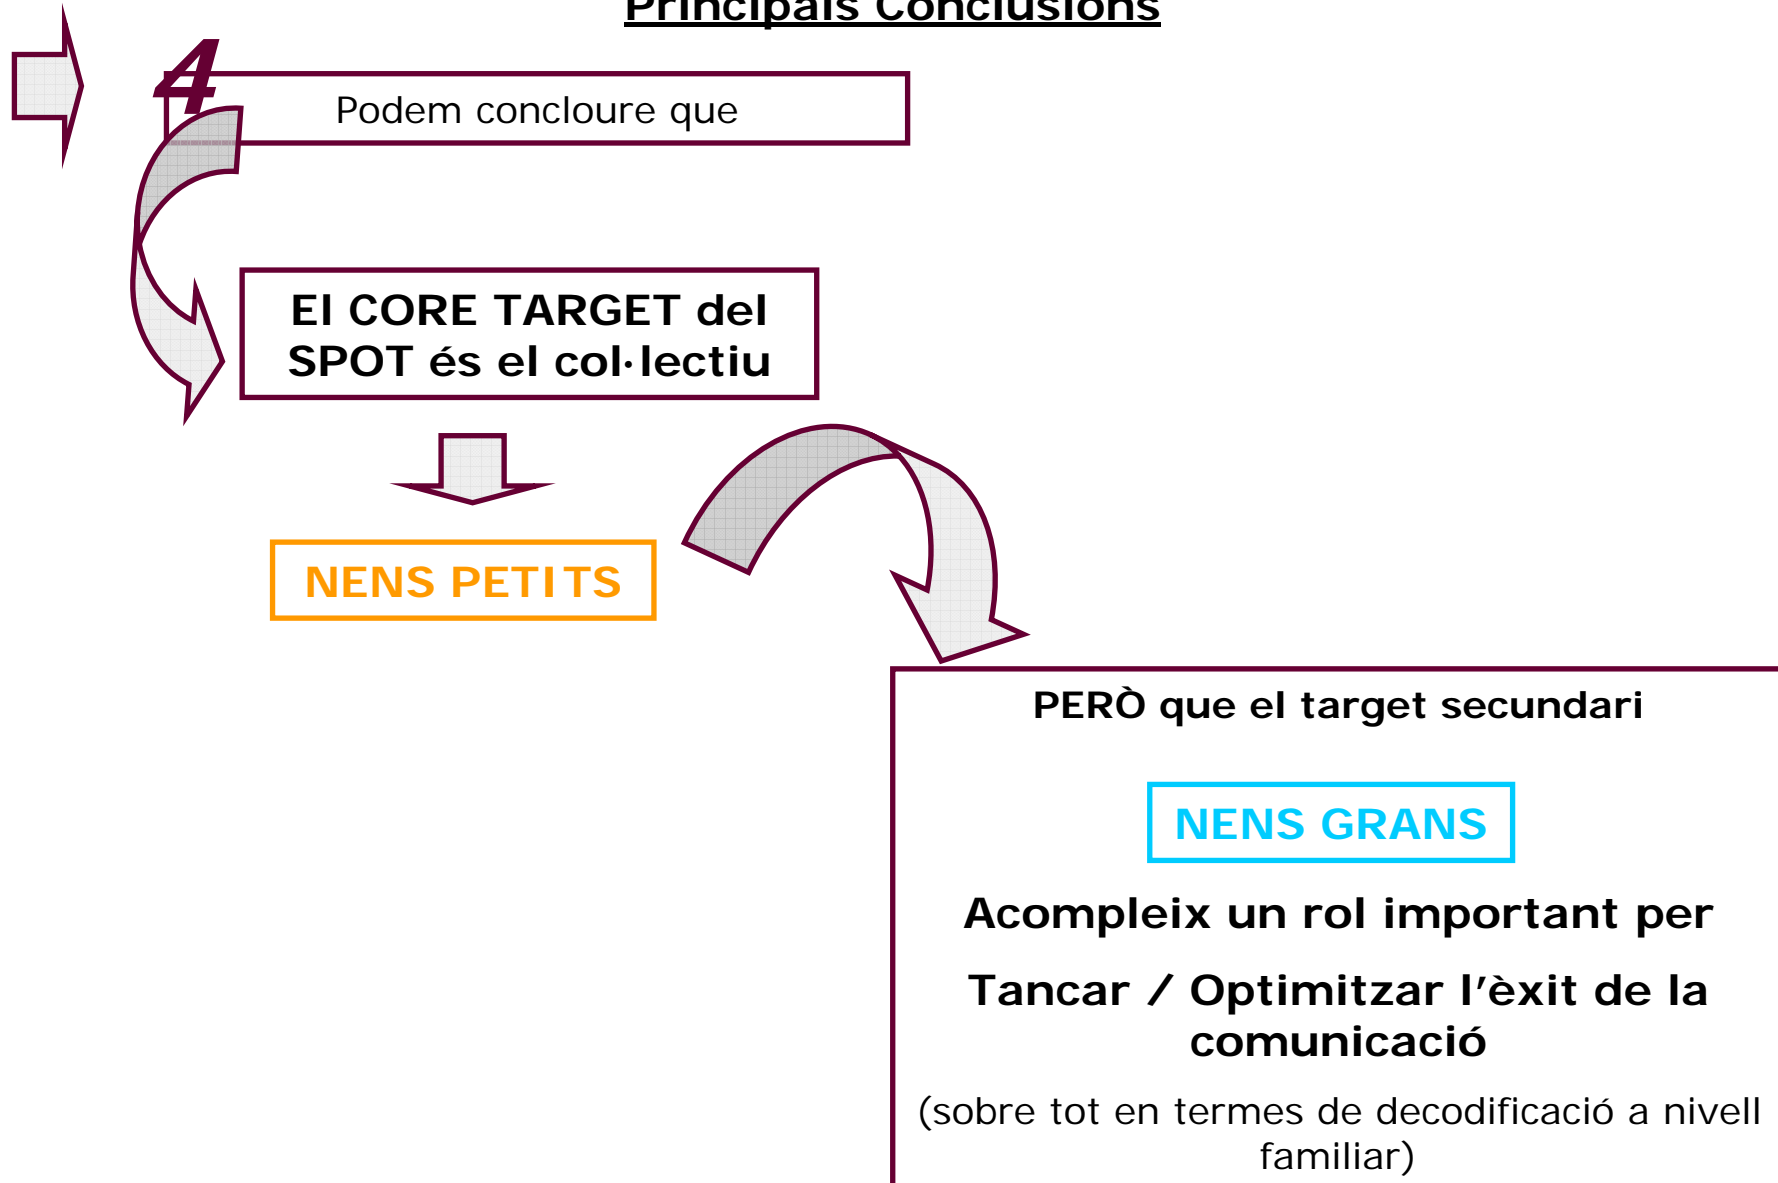 Principals Conclusions
4
Podem concloure que
El CORE TARGET del
SPOT és el col·lectiu
NENS PETITS
PERÒ que el target secundari
NENS GRANS
Acompleix un rol important per
Tancar / Optimitzar l’èxit de la
comunicació
(sobre tot en termes de decodificació a nivell
familiar)